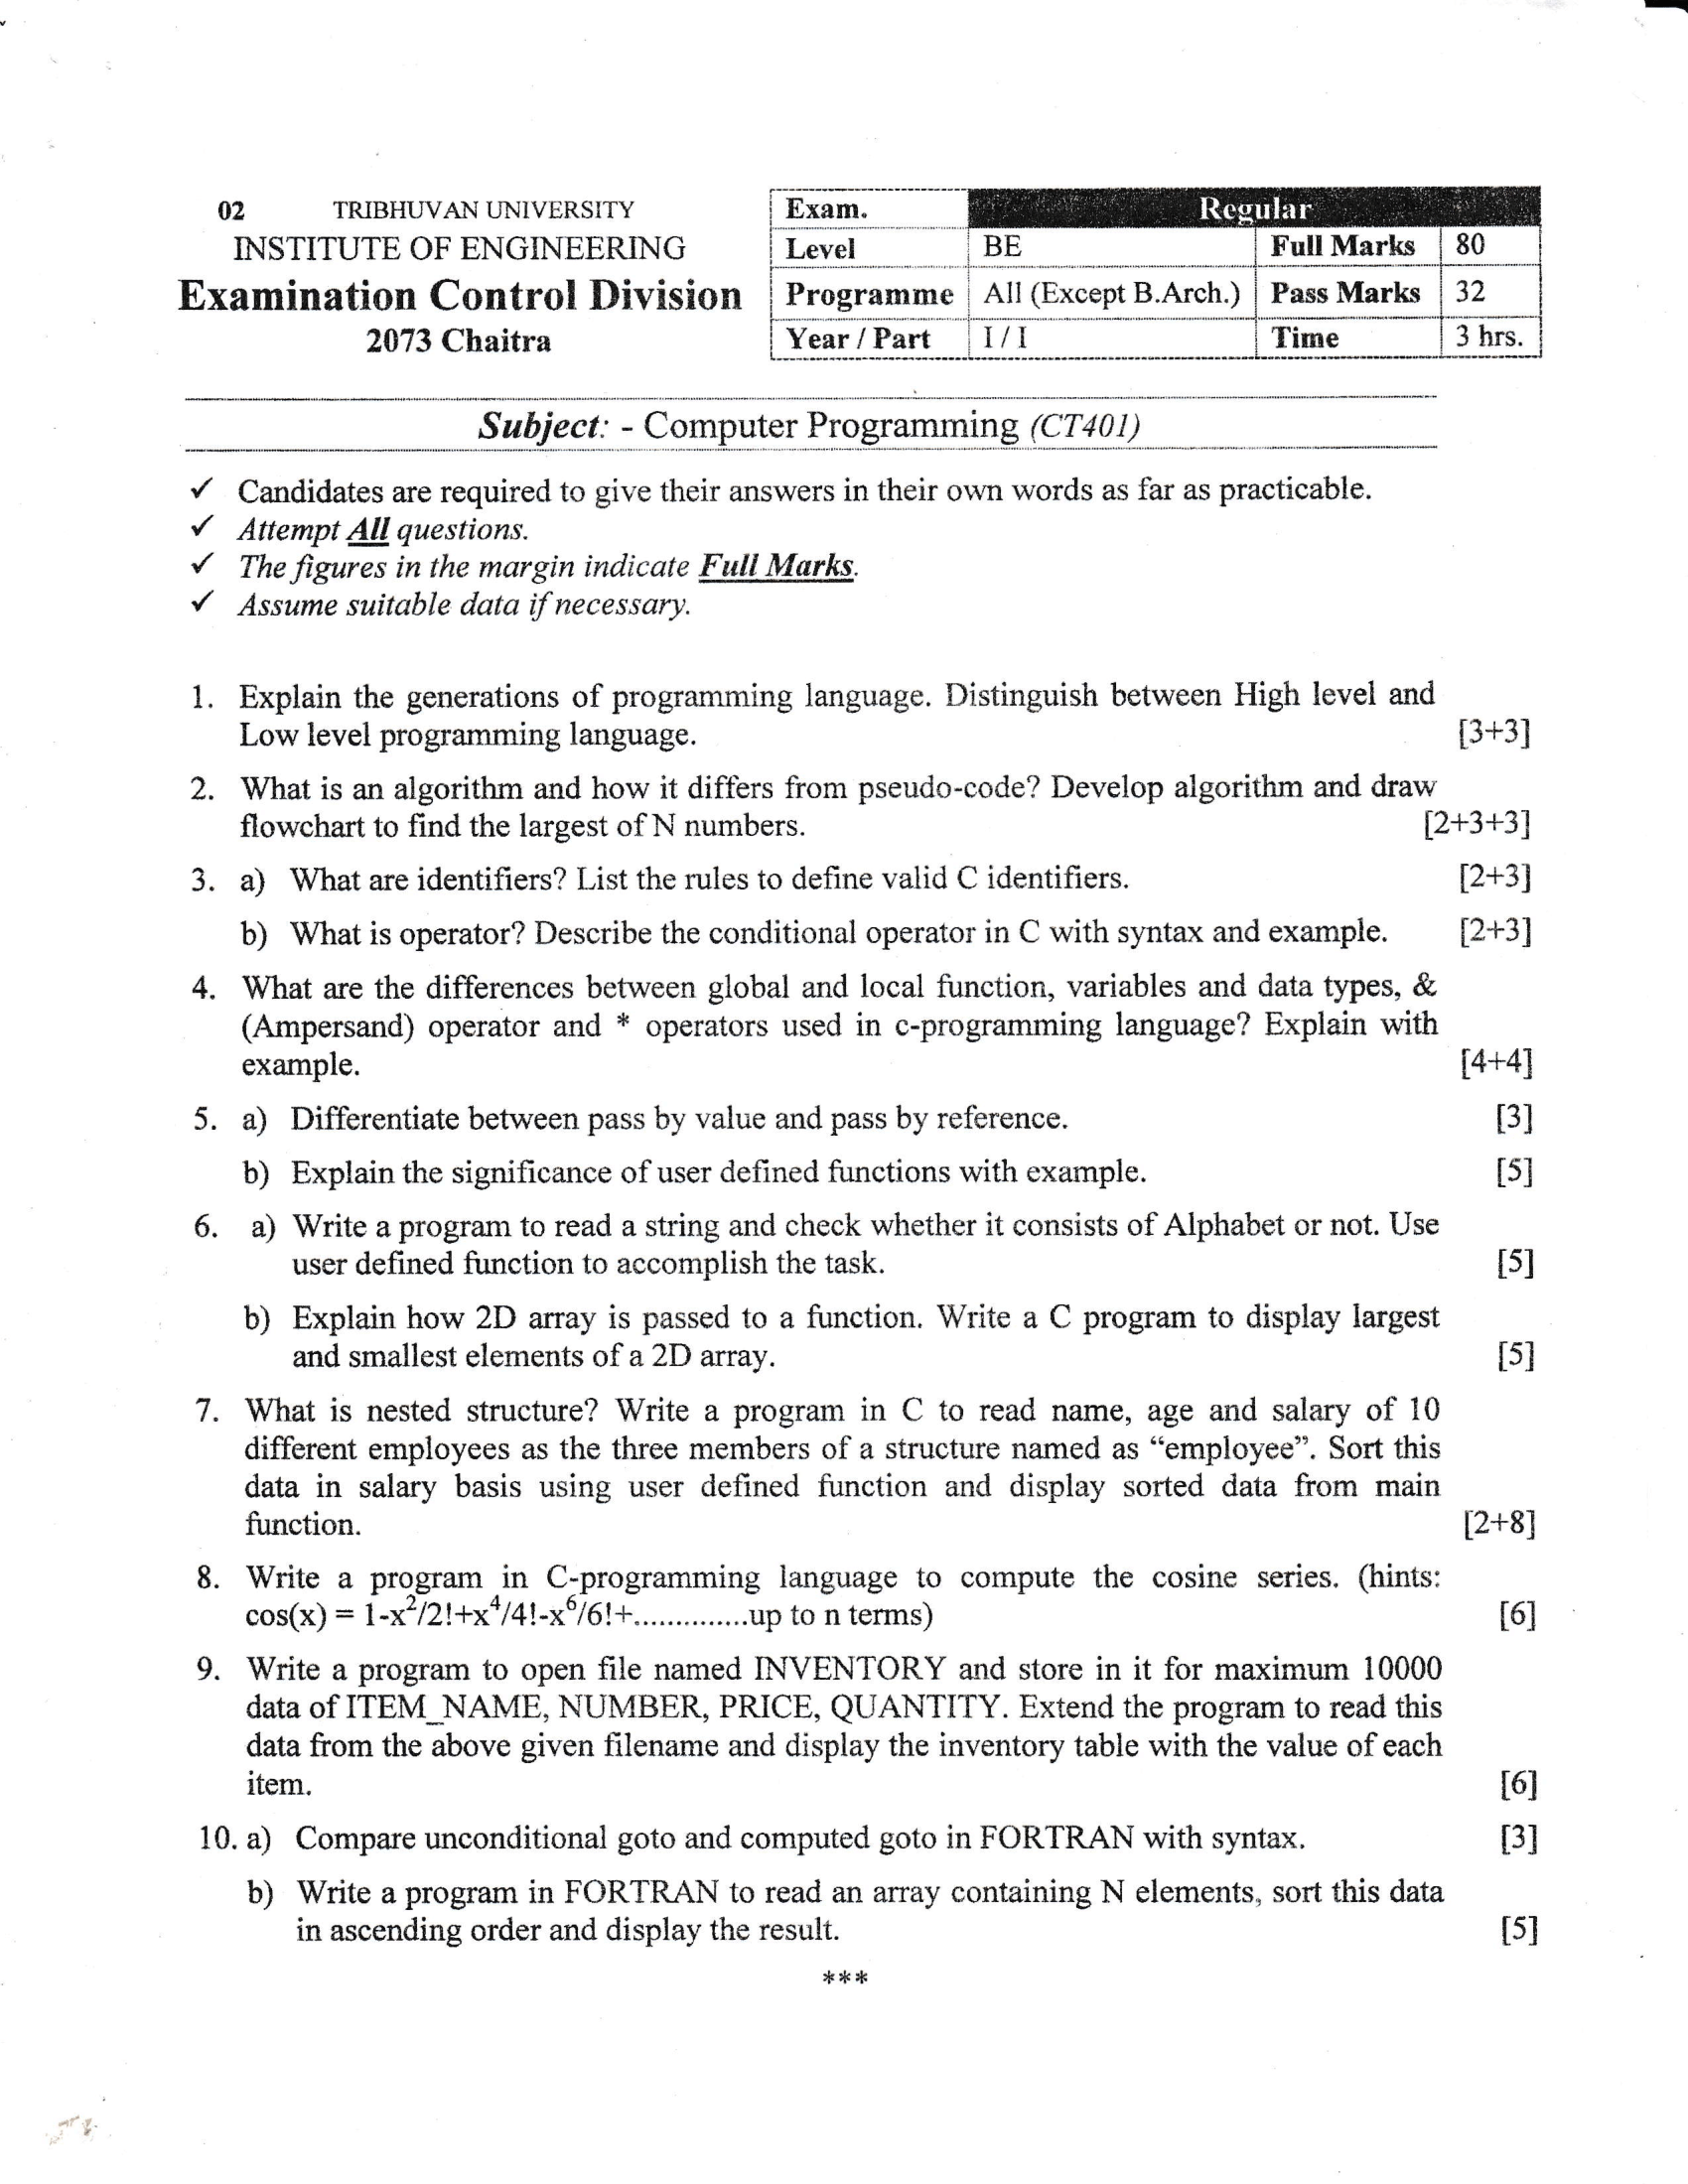 02 TRIBHUVAN UNIVERSITY
INSTITUTE OF ENGINEERING
Examination Control Division
2073 Chaitra
Exam. Regular
Level BE Full Marks 80
Programme All (Except B.Arch.) Pass Marks 32
Year / Part I / I Time 3 hrs.
Subject: - Computer Programming (CT401)
✓ Candidates are required to give their answers in their own words as far as practicable.
✓ Attempt All questions.
✓ The figures in the margin indicate Full Marks.
✓ Assume suitable data if necessary.
1. Explain the generations of programming language. Distinguish between High level and
Low level programming language. [3+3]
2. What is an algorithm and how it differs from pseudo-code? Develop algorithm and draw
flowchart to find the largest of N numbers. [2+3+3]
3. a) What are identifiers? List the rules to define valid C identifiers. [2+3]
b) What is operator? Describe the conditional operator in C with syntax and example. [2+3]
4. What are the differences between global and local function, variables and data types, &
(Ampersand) operator and * operators used in c-programming language? Explain with
example. [4+4]
5. a) Differentiate between pass by value and pass by reference. [3]
b) Explain the significance of user defined functions with example. [5]
6. a) Write a program to read a string and check whether it consists of Alphabet or not. Use
user defined function to accomplish the task. [5]
b) Explain how 2D array is passed to a function. Write a C program to display largest
and smallest elements of a 2D array. [5]
7. What is nested structure? Write a program in C to read name, age and salary of 10
different employees as the three members of a structure named as “employee”. Sort this
data in salary basis using user defined function and display sorted data from main
function. [2+8]
8. Write a program in C-programming language to compute the cosine series. (hints:
cos(x) = 1-x²/2!+x⁴/4!-x⁶/6!+..............up to n terms) [6]
9. Write a program to open file named INVENTORY and store in it for maximum 10000
data of ITEM_NAME, NUMBER, PRICE, QUANTITY. Extend the program to read this
data from the above given filename and display the inventory table with the value of each
item. [6]
10. a) Compare unconditional goto and computed goto in FORTRAN with syntax. [3]
b) Write a program in FORTRAN to read an array containing N elements, sort this data
in ascending order and display the result. [5]
***